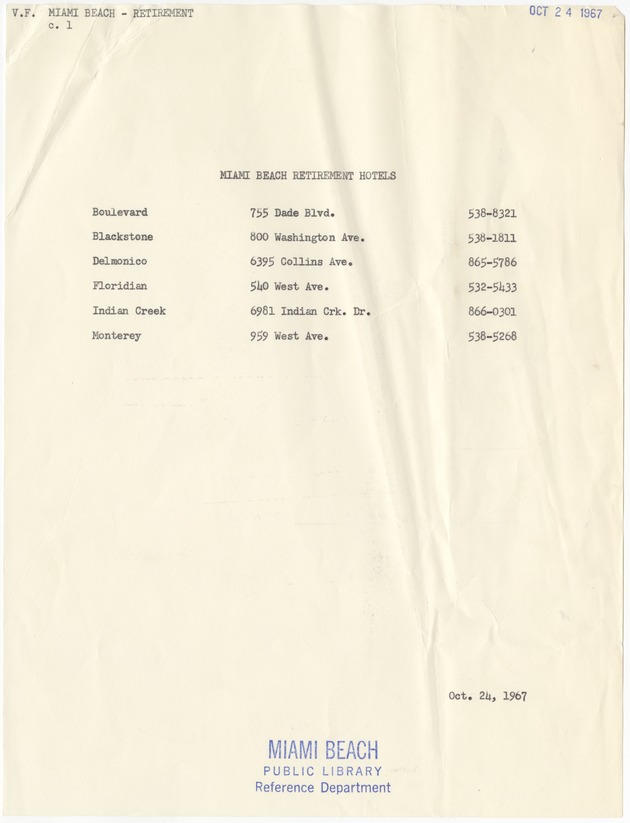 V.F. MIAMI BEACH - RETIREMENT OCT 24 1967
c. 1
MIAMI BEACH RETIREMENT HOTELS
Boulevard 755 Dade Blvd. 538-8321
Blackstone 800 Washington Ave. 538-1811
Delmonico 6395 Collins Ave. 865-5786
Floridian 540 West Ave. 532-5433
Indian Creek 6981 Indian Crk. Dr. 866-0301
Monterey 959 West Ave. 538-5268
Oct. 24, 1967
MIAMI BEACH
PUBLIC LIBRARY
Reference Department